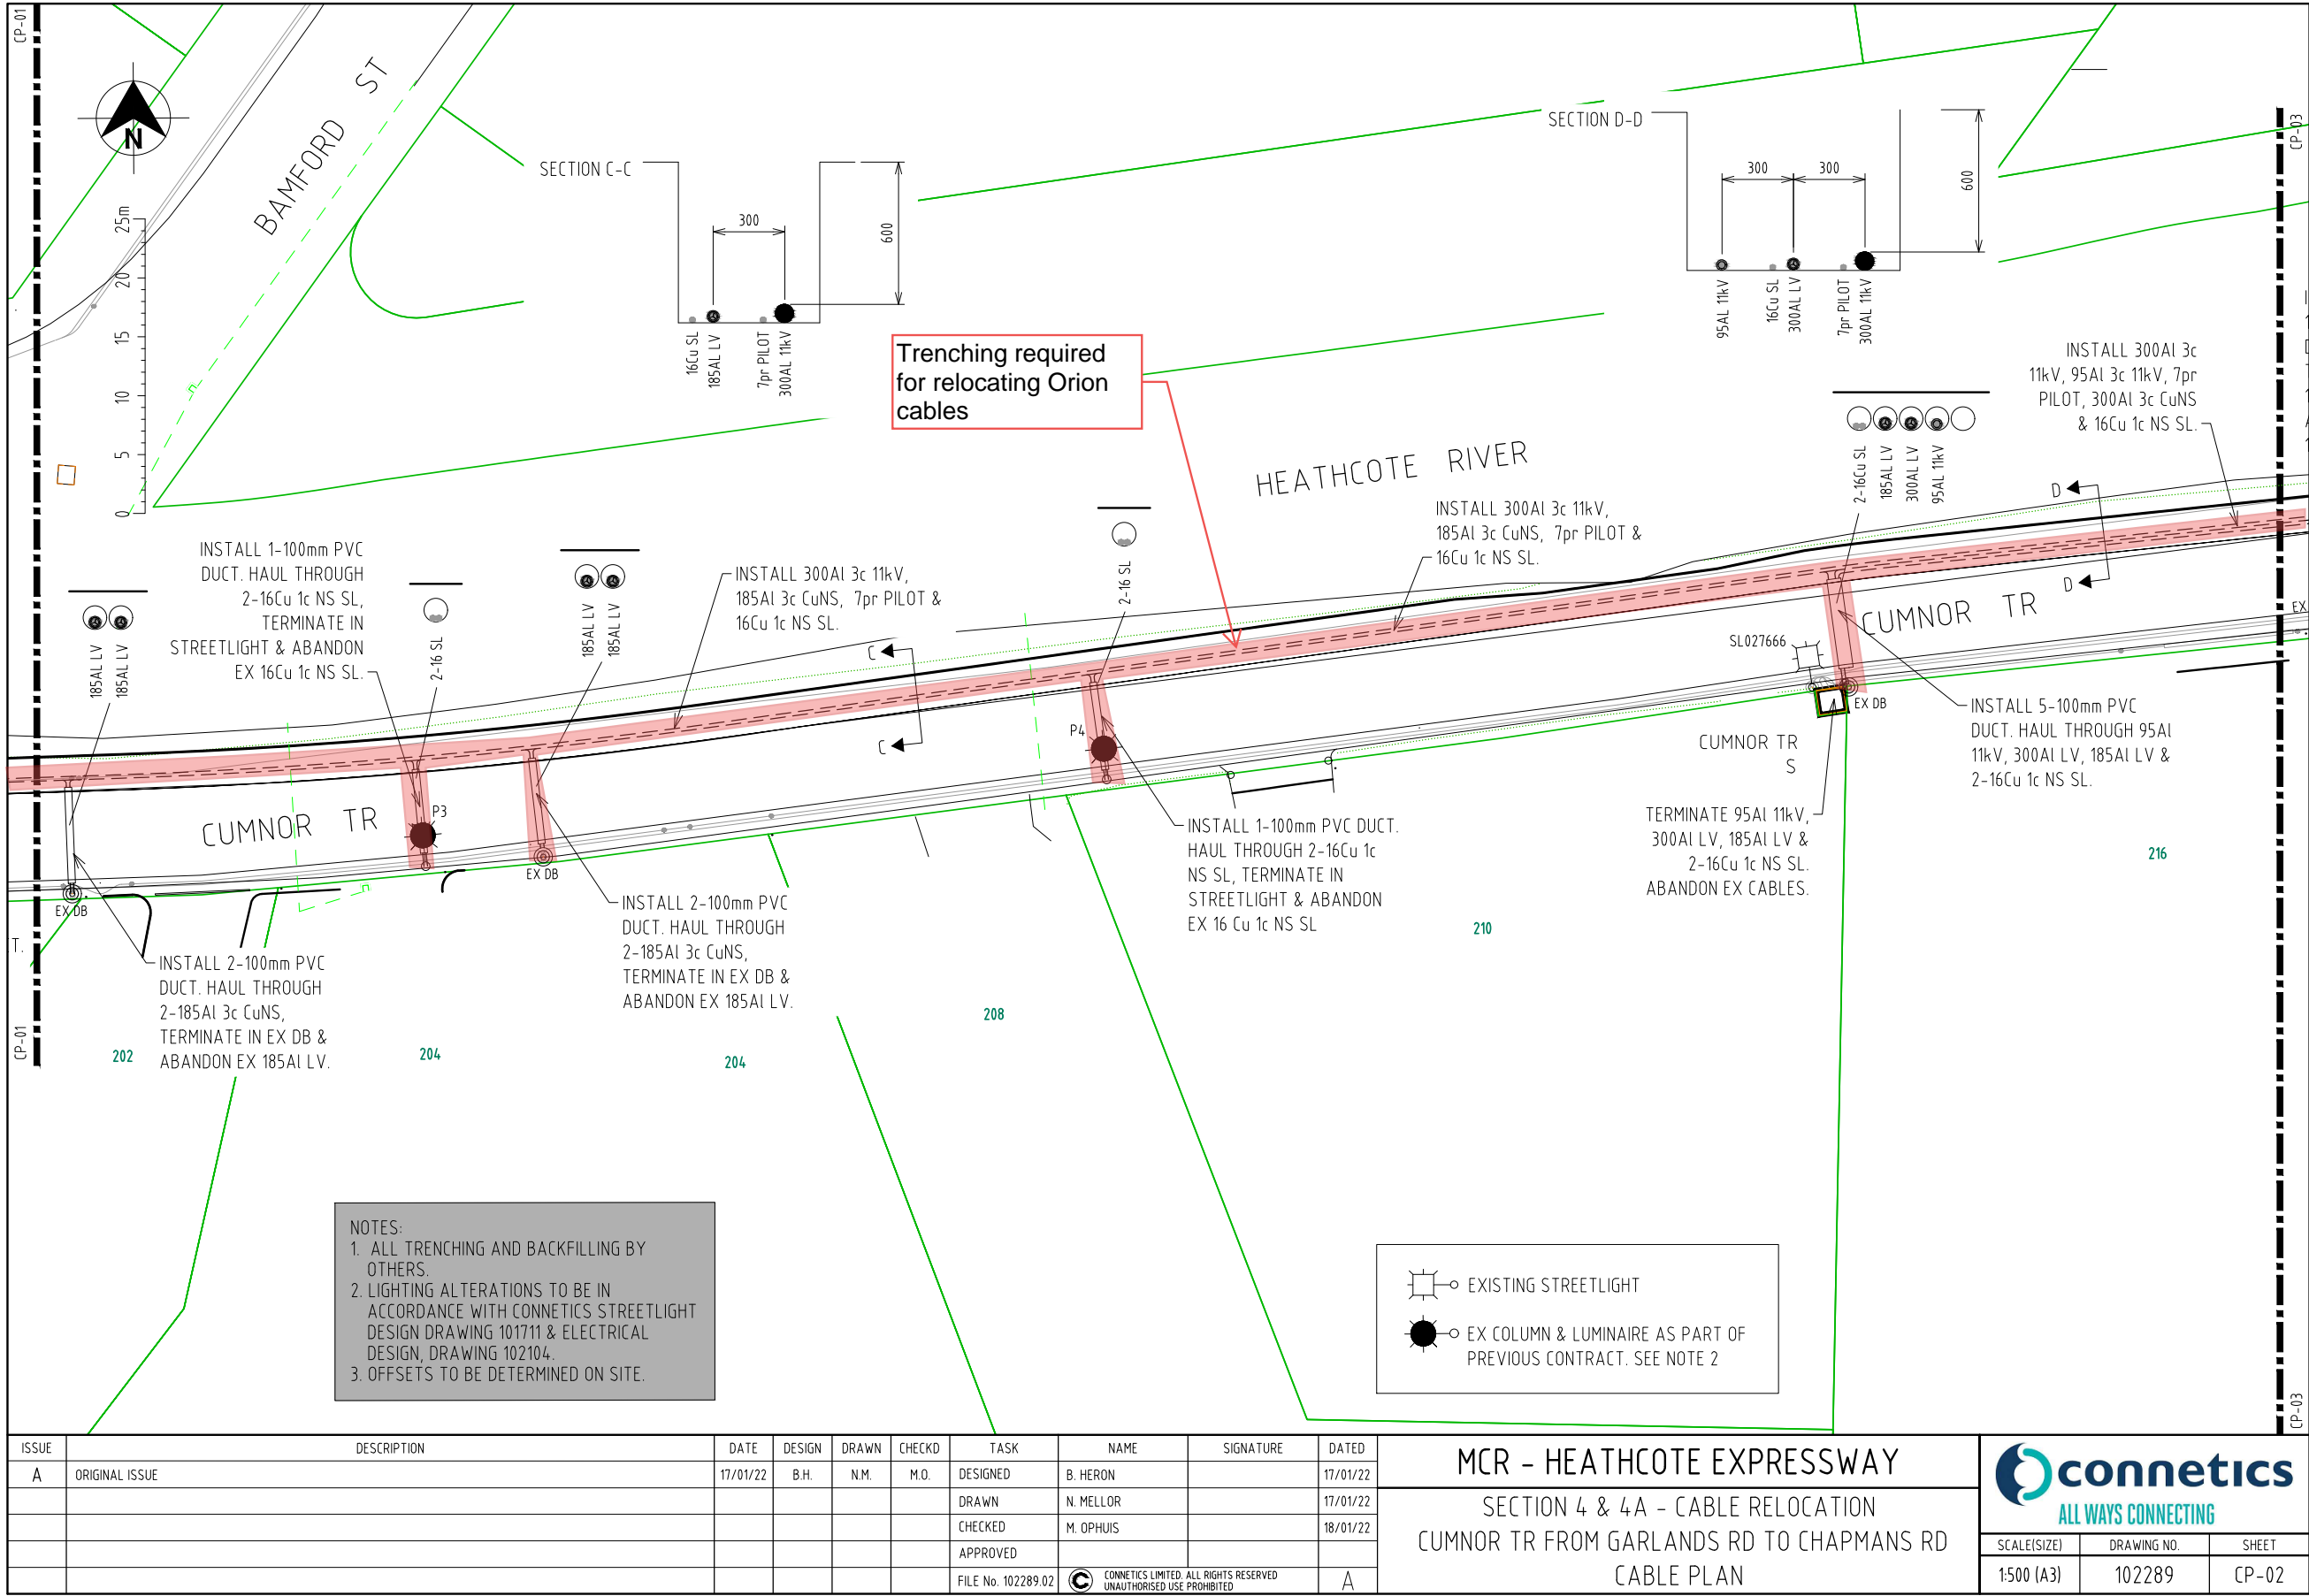 CP-01
N
BAMFORD ST
25m
20
15
10
5
0
SECTION C-C
300
600
16Cu SL
185AL LV
7pr PILOT
300AL 11kV
SECTION D-D
300
300
600
95AL 11kV
16Cu SL
300AL LV
7pr PILOT
300AL 11kV
CP-03
Trenching required
for relocating Orion
cables
HEATHCOTE RIVER
INSTALL 300Al 3c
11kV, 95Al 3c 11kV, 7pr
PILOT, 300Al 3c CuNS
& 16Cu 1c NS SL.
2-16Cu SL
185AL LV
300AL LV
95AL 11kV
D
D
INSTALL 300Al 3c 11kV,
185Al 3c CuNS, 7pr PILOT &
16Cu 1c NS SL.
2-16 SL
INSTALL 1-100mm PVC
DUCT. HAUL THROUGH
2-16Cu 1c NS SL,
TERMINATE IN
STREETLIGHT & ABANDON
EX 16Cu 1c NS SL.
185AL LV
185AL LV
2-16 SL
185AL LV
185AL LV
INSTALL 300Al 3c 11kV,
185Al 3c CuNS, 7pr PILOT &
16Cu 1c NS SL.
C
C
CUMNOR TR
SL027666
EX
P4
P3
CUMNOR TR
EX DB
EX DB
EX DB
CUMNOR TR
S
INSTALL 5-100mm PVC
DUCT. HAUL THROUGH 95Al
11kV, 300Al LV, 185Al LV &
2-16Cu 1c NS SL.
TERMINATE 95Al 11kV,
300Al LV, 185Al LV &
2-16Cu 1c NS SL.
ABANDON EX CABLES.
INSTALL 1-100mm PVC DUCT.
HAUL THROUGH 2-16Cu 1c
NS SL, TERMINATE IN
STREETLIGHT & ABANDON
EX 16 Cu 1c NS SL
INSTALL 2-100mm PVC
DUCT. HAUL THROUGH
2-185Al 3c CuNS,
TERMINATE IN EX DB &
ABANDON EX 185Al LV.
T.
INSTALL 2-100mm PVC
DUCT. HAUL THROUGH
2-185Al 3c CuNS,
TERMINATE IN EX DB &
ABANDON EX 185Al LV.
CP-01
202
204
204
208
210
216
NOTES:
1. ALL TRENCHING AND BACKFILLING BY
OTHERS.
2. LIGHTING ALTERATIONS TO BE IN
ACCORDANCE WITH CONNETICS STREETLIGHT
DESIGN DRAWING 101711 & ELECTRICAL
DESIGN, DRAWING 102104.
3. OFFSETS TO BE DETERMINED ON SITE.
EXISTING STREETLIGHT
EX COLUMN & LUMINAIRE AS PART OF
PREVIOUS CONTRACT. SEE NOTE 2
CP-03
ISSUE DESCRIPTION DATE DESIGN DRAWN CHECKD TASK NAME SIGNATURE DATED
A ORIGINAL ISSUE 17/01/22 B.H. N.M. M.O. DESIGNED B. HERON 17/01/22
DRAWN N. MELLOR 17/01/22
CHECKED M. OPHUIS 18/01/22
APPROVED
FILE No. 102289.02 C CONNETICS LIMITED. ALL RIGHTS RESERVED
UNAUTHORISED USE PROHIBITED
A
MCR - HEATHCOTE EXPRESSWAY
SECTION 4 & 4A - CABLE RELOCATION
CUMNOR TR FROM GARLANDS RD TO CHAPMANS RD
CABLE PLAN
connetics
ALL WAYS CONNECTING
SCALE(SIZE) DRAWING NO. SHEET
1:500 (A3) 102289 CP-02